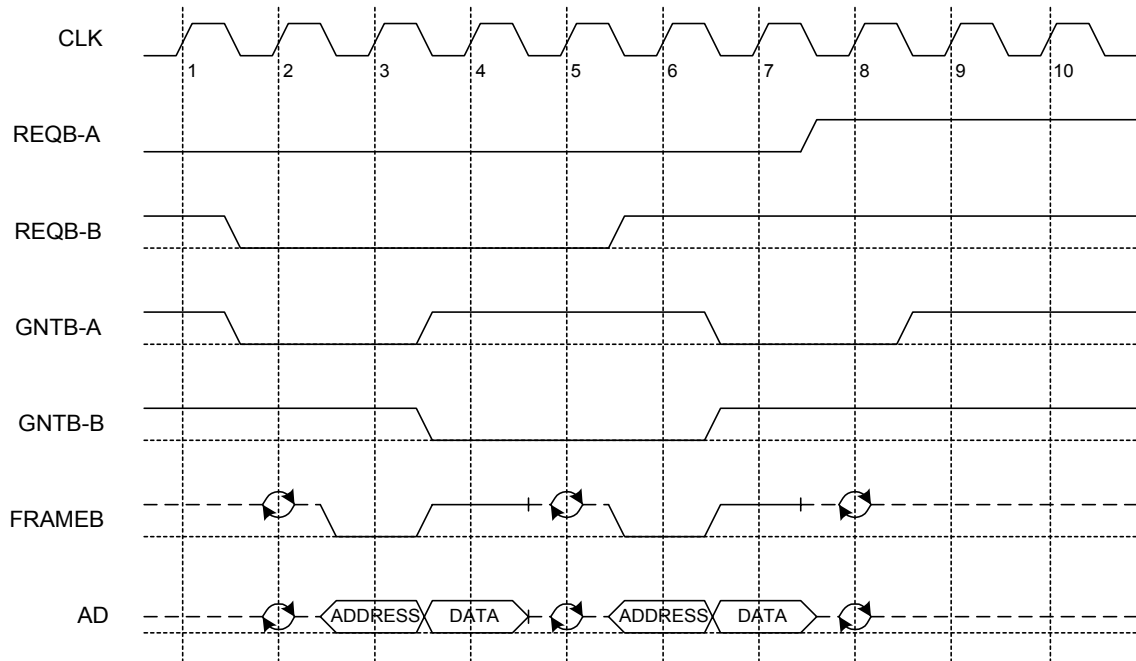 CLK
1 2 3 4 5 6 7 8 9 10
REQB-A
REQB-B
GNTB-A
GNTB-B
FRAMEB
AD ADDRESS DATA ADDRESS DATA